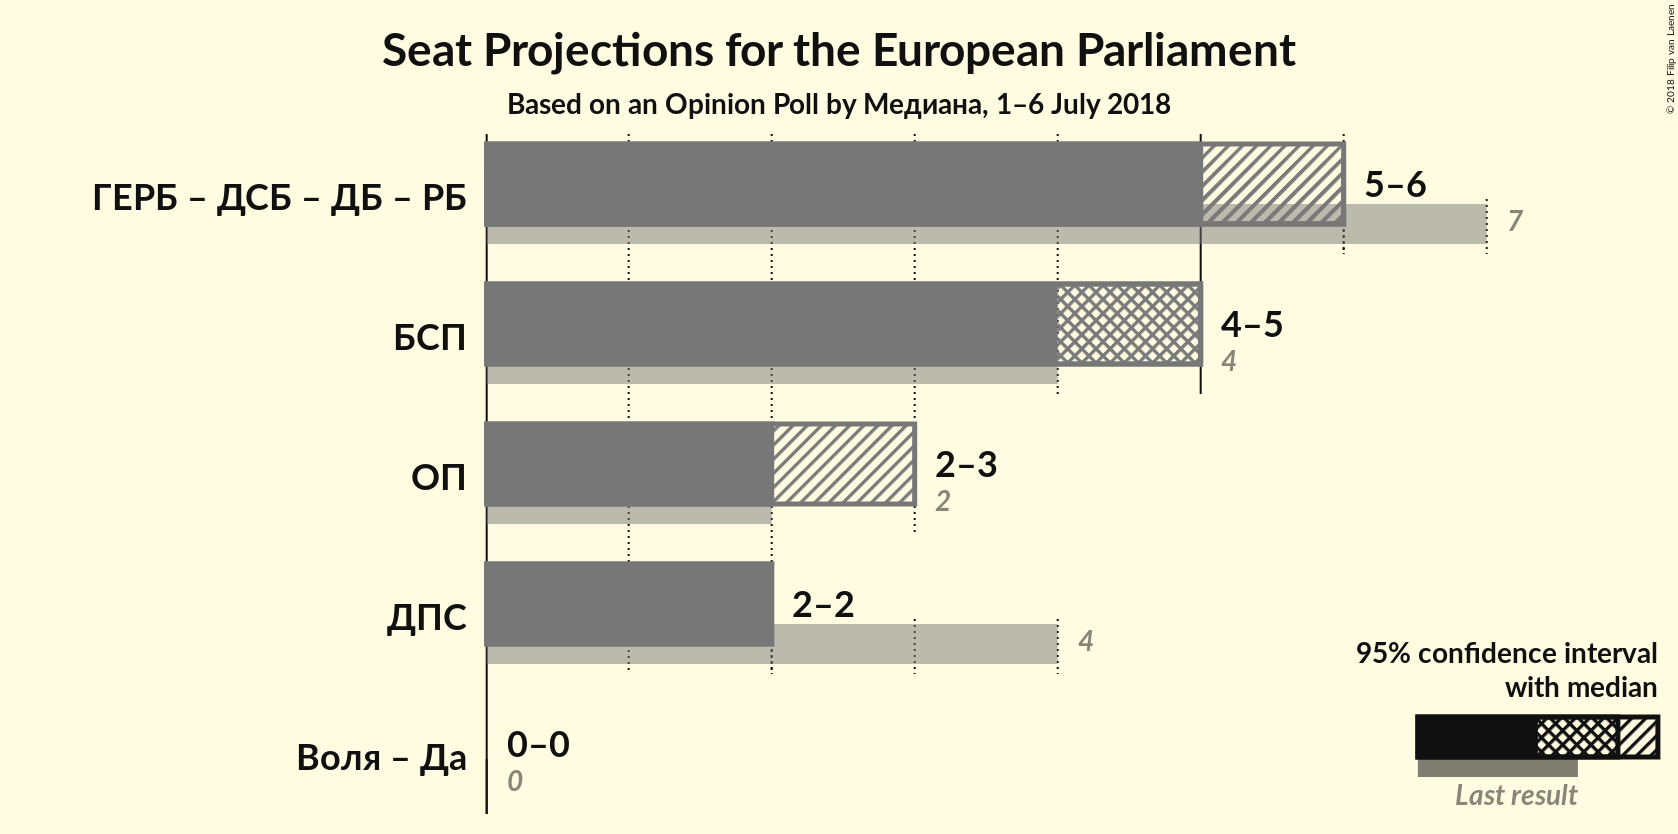 Seat Projections for the European Parliament
Based on an Opinion Poll by Медиана, 1–6 July 2018
© 2018 Filip van Laenen
ГЕРБ – ДСБ – ДБ – РБ
5–6
7
БСП
4–5
4
ОП
2–3
2
ДПС
2–2
4
Воля – Да
0–0
0
95% confidence interval
with median
Last result